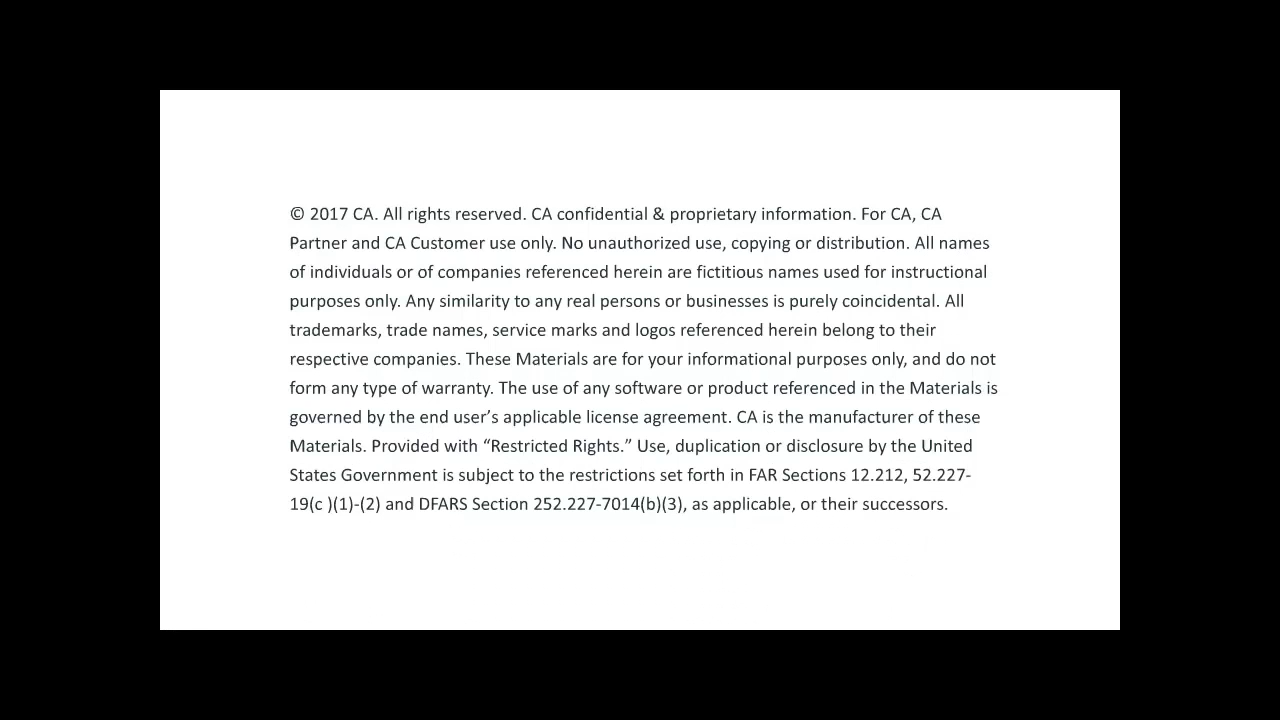 © 2017 CA. All rights reserved. CA confidential & proprietary information. For CA, CA
Partner and CA Customer use only. No unauthorized use, copying or distribution. All names
of individuals or of companies referenced herein are fictitious names used for instructional
purposes only. Any similarity to any real persons or businesses is purely coincidental. All
trademarks, trade names, service marks and logos referenced herein belong to their
respective companies. These Materials are for your informational purposes only, and do not
form any type of warranty. The use of any software or product referenced in the Materials is
governed by the end user’s applicable license agreement. CA is the manufacturer of these
Materials. Provided with “Restricted Rights.” Use, duplication or disclosure by the United
States Government is subject to the restrictions set forth in FAR Sections 12.212, 52.227-
19(c )(1)-(2) and DFARS Section 252.227-7014(b)(3), as applicable, or their successors.